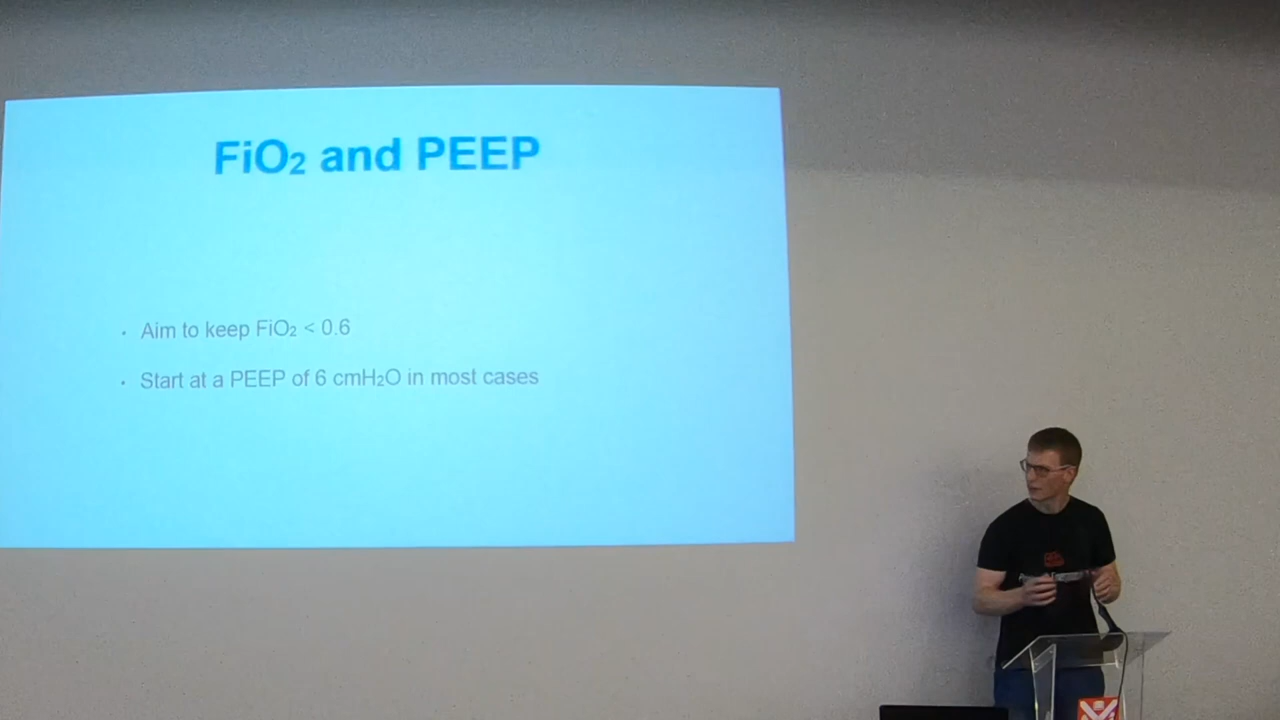 FiO₂ and PEEP
· Aim to keep FiO₂ < 0.6
· Start at a PEEP of 6 cmH₂O in most cases